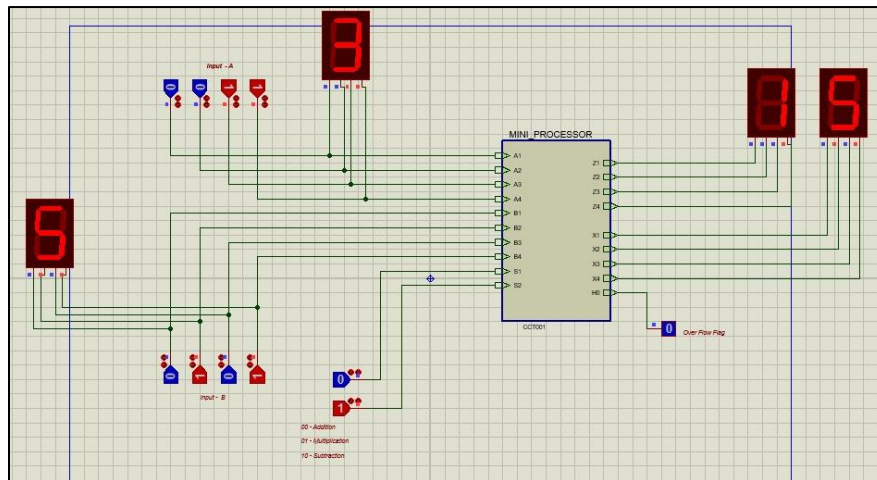 3
Input - A
0 0 1 1
1 5
MINI_PROCESSOR
A1 Z1
A2 Z2
A3 Z3
A4 Z4
B1
B2 X1
B3 X2
B4 X3
S1 X4
S2 H0
CCT001
0 Over Flow Flag
5
0 1 0 1
Input - B
0
1
00 - Addition
01 - Multiplication
10 - Subtraction